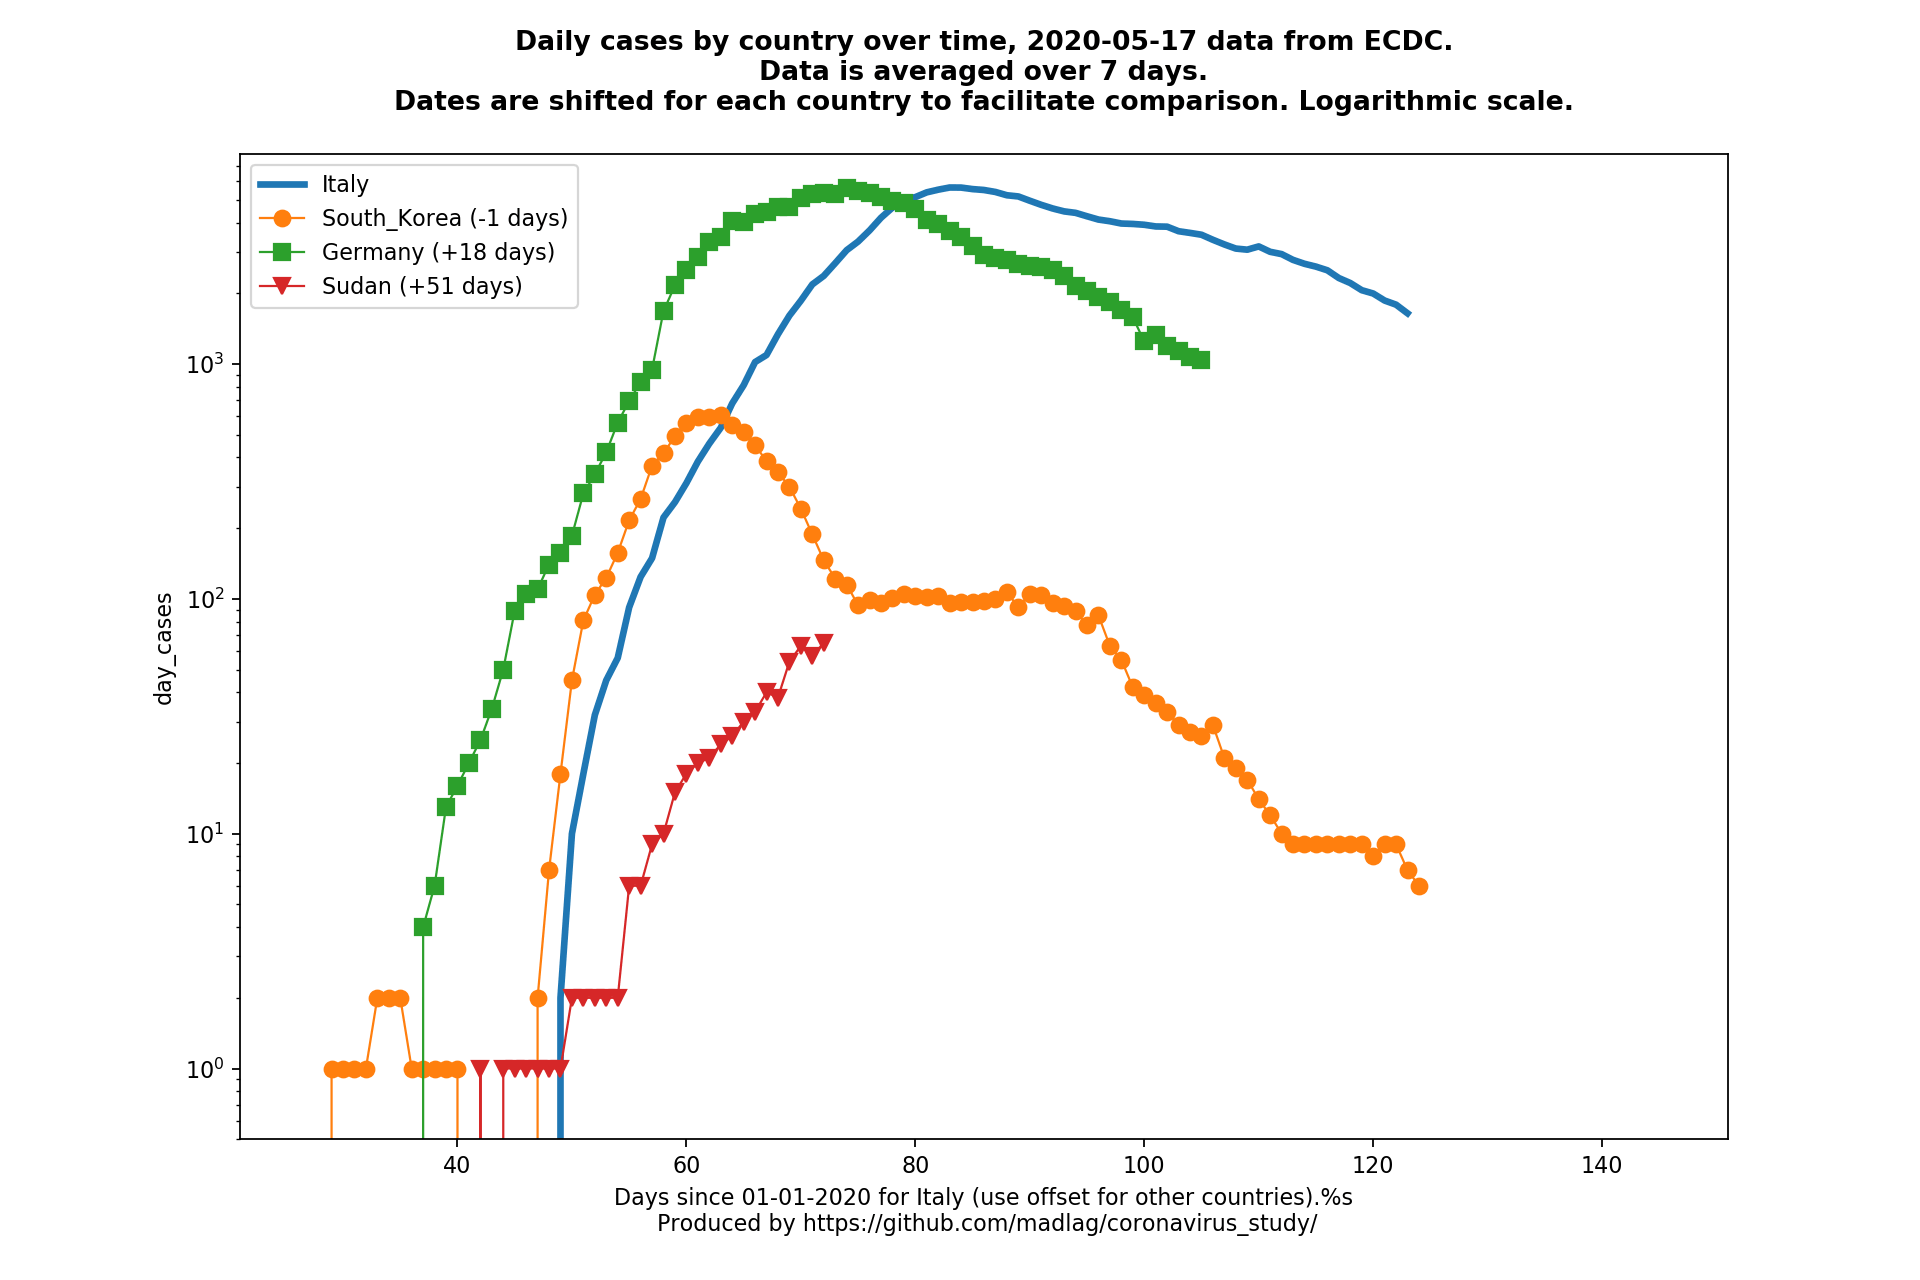 Daily cases by country over time, 2020-05-17 data from ECDC.
Data is averaged over 7 days.
Dates are shifted for each country to facilitate comparison. Logarithmic scale.
Italy
South_Korea (-1 days)
Germany (+18 days)
Sudan (+51 days)
day_cases
10³
10²
10¹
10⁰
40 60 80 100 120 140
Days since 01-01-2020 for Italy (use offset for other countries).%s
Produced by https://github.com/madlag/coronavirus_study/